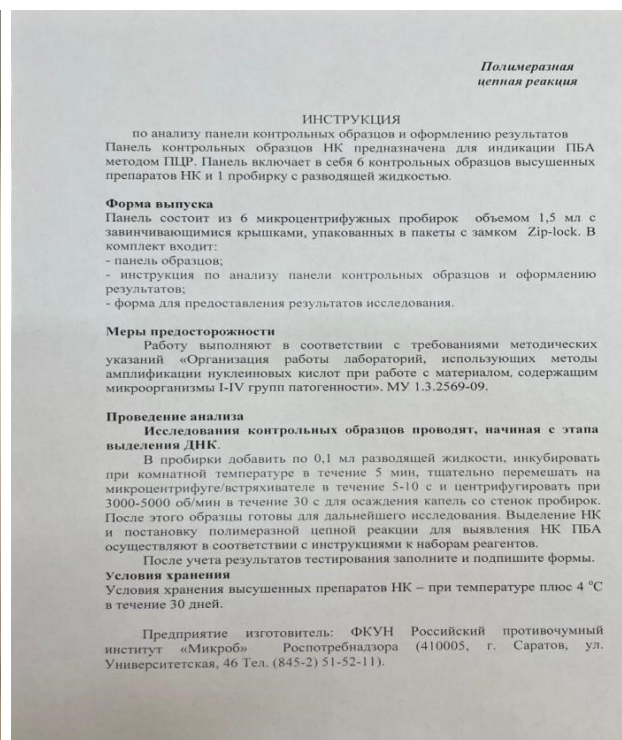 Полимеразная
цепная реакция
ИНСТРУКЦИЯ
по анализу панели контрольных образцов и оформлению результатов
Панель контрольных образцов НК предназначена для индикации ПБА
методом ПЦР. Панель включает в себя 6 контрольных образцов высушенных
препаратов НК и 1 пробирку с разводящей жидкостью.
Форма выпуска
Панель состоит из 6 микроцентрифужных пробирок объемом 1,5 мл с
завинчивающимися крышками, упакованных в пакеты с замком Zip-lock. В
комплект входит:
- панель образцов;
- инструкция по анализу панели контрольных образцов и оформлению
результатов;
- форма для предоставления результатов исследования.
Меры предосторожности
Работу выполняют в соответствии с требованиями методических
указаний «Организация работы лабораторий, использующих методы
амплификации нуклеиновых кислот при работе с материалом, содержащим
микроорганизмы I-IV групп патогенности». МУ 1.3.2569-09.
Проведение анализа
Исследования контрольных образцов проводят, начиная с этапа
выделения ДНК.
В пробирки добавить по 0,1 мл разводящей жидкости, инкубировать
при комнатной температуре в течение 5 мин, тщательно перемешать на
микроцентрифуге/встряхивателе в течение 5-10 с и центрифугировать при
3000-5000 об/мин в течение 30 с для осаждения капель со стенок пробирок.
После этого образцы готовы для дальнейшего исследования. Выделение НК
и постановку полимеразной цепной реакции для выявления НК ПБА
осуществляют в соответствии с инструкциями к наборам реагентов.
После учета результатов тестирования заполните и подпишите формы.
Условия хранения
Условия хранения высушенных препаратов НК – при температуре плюс 4 °С
в течение 30 дней.
Предприятие изготовитель: ФКУН Российский противочумный
институт «Микроб» Роспотребнадзора (410005, г. Саратов, ул.
Университетская, 46 Тел. (845-2) 51-52-11).